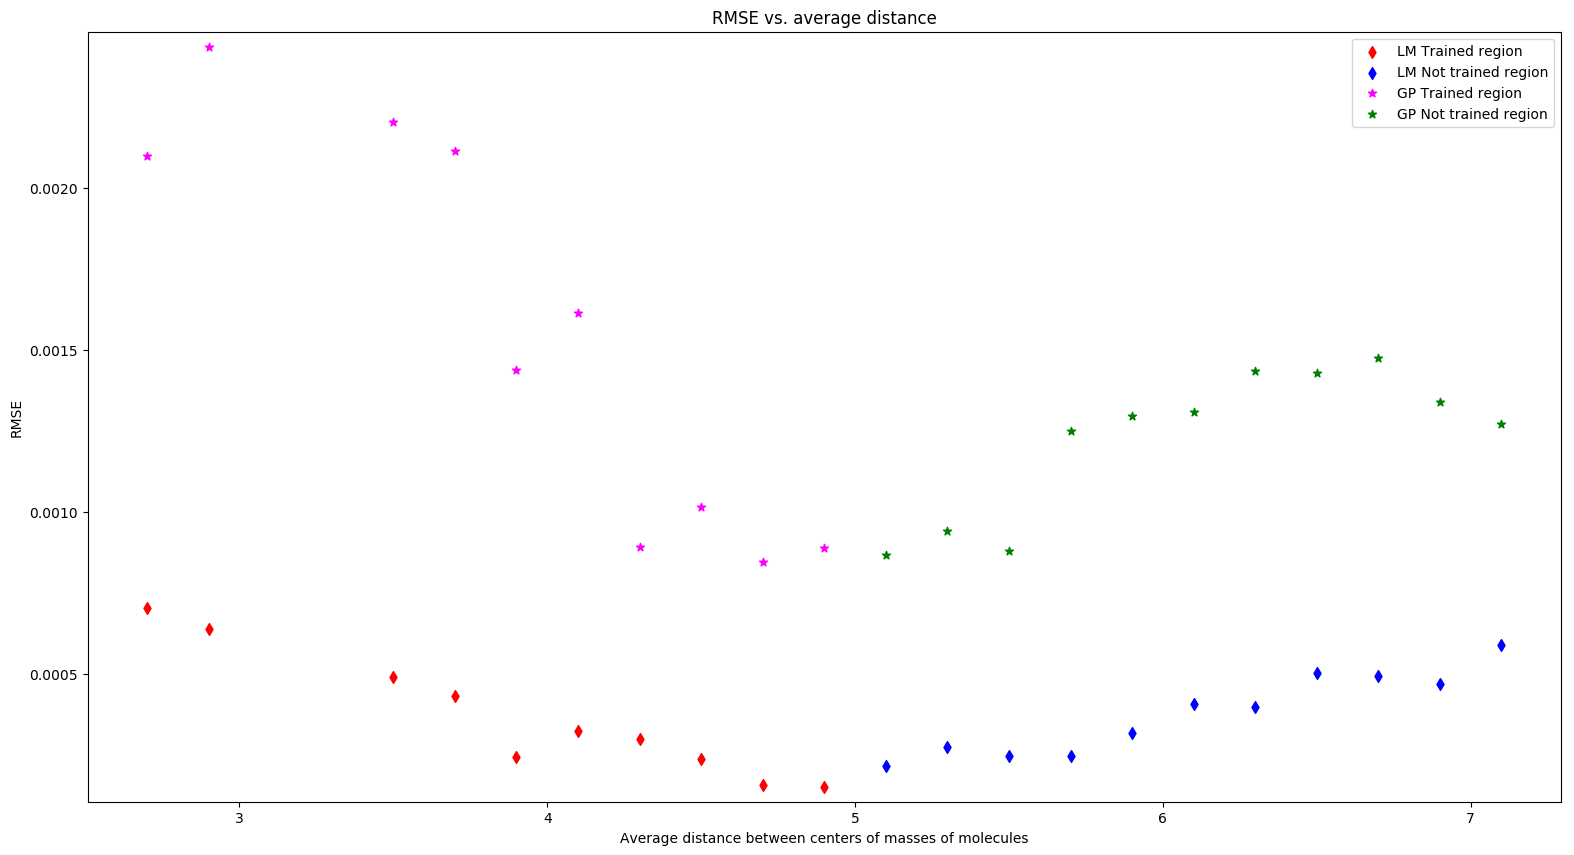 RMSE vs. average distance
LM Trained region
LM Not trained region
GP Trained region
GP Not trained region
RMSE
0.0020
0.0015
0.0010
0.0005
3 4 5 6 7
Average distance between centers of masses of molecules